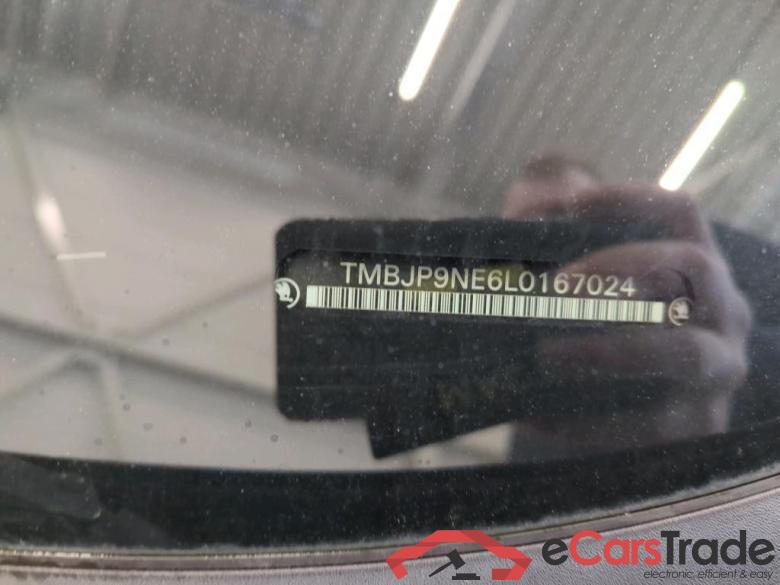 TMBJP9NE6L0167024
eCarsTrade
electronic, efficient & easy